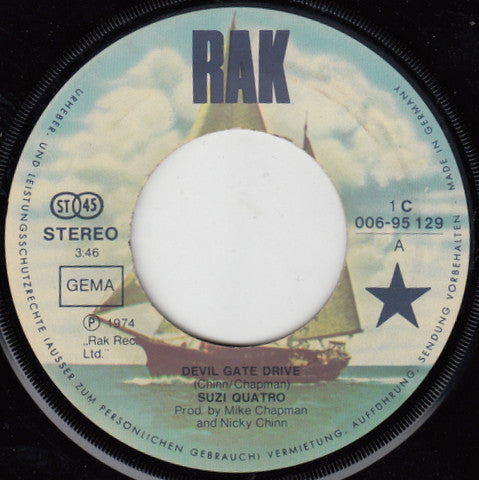 RAK
URHEBER- UND LEISTUNGSSCHUTZRECHTE (AUSSER ZUM PERSÖNLICHEN GEBRAUCH) VERMIETUNG, AUFFÜHRUNG, SENDUNG VORBEHALTEN · MADE IN GERMANY
ST 45
STEREO
3:46
GEMA
Ⓟ 1974
„Rak Rec.
Ltd.“
1 C
006-95 129
A
DEVIL GATE DRIVE
(Chinn/Chapman)
SUZI QUATRO
Prod. by Mike Chapman
and Nicky Chinn